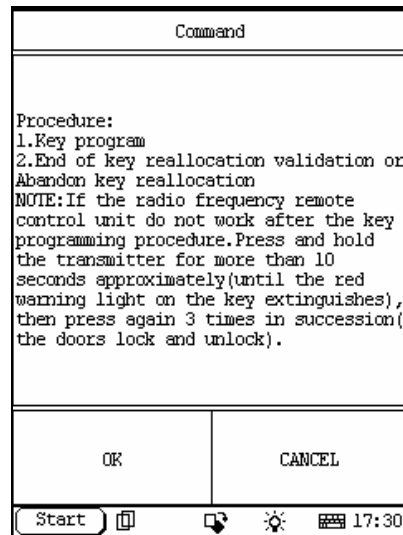 Command
Procedure:
1.Key program
2.End of key reallocation validation or
Abandon key reallocation
NOTE:If the radio frequency remote
control unit do not work after the key
programming procedure.Press and hold
the transmitter for more than 10
seconds approximately(until the red
warning light on the key extinguishes),
then press again 3 times in succession(
the doors lock and unlock).
OK
CANCEL
Start
17:30